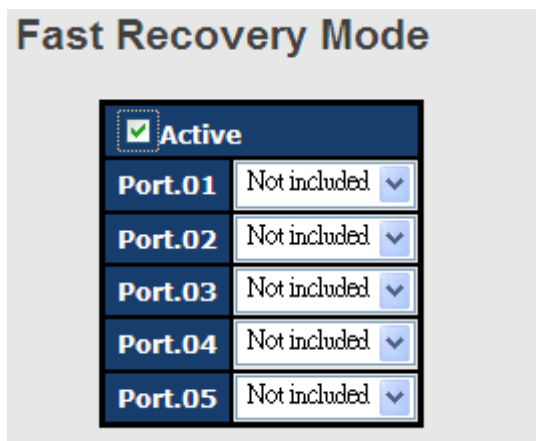 Fast Recovery Mode
Active
Port.01 Not included
Port.02 Not included
Port.03 Not included
Port.04 Not included
Port.05 Not included